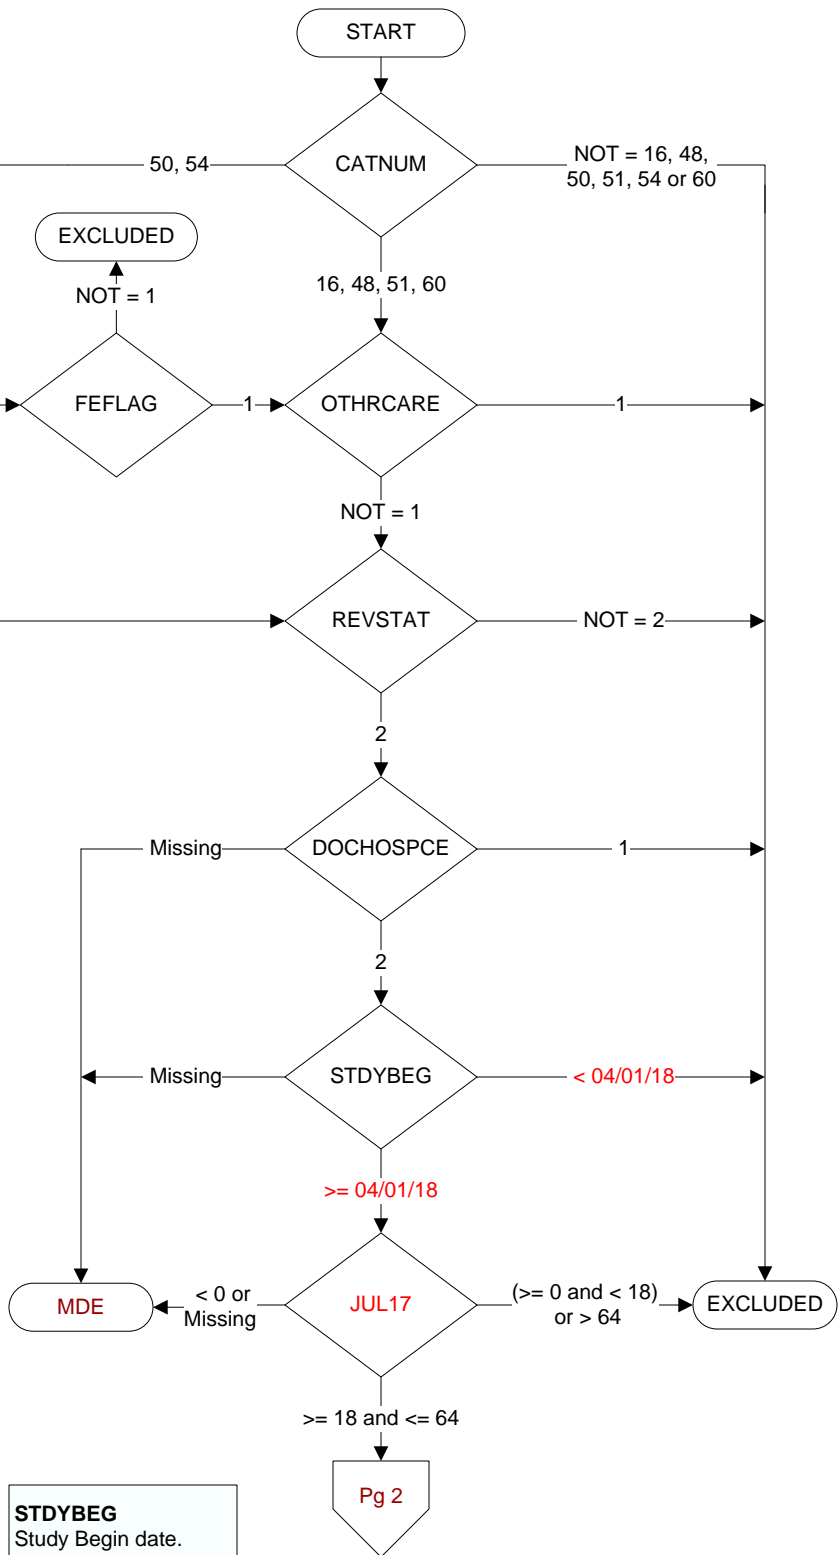 START
50, 54
CATNUM
NOT = 16, 48,
50, 51, 54 or 60
EXCLUDED
NOT = 1
16, 48, 51, 60
FEFLAG
1
OTHRCARE
1
NOT = 1
REVSTAT
NOT = 2
2
Missing
DOCHOSPCE
1
2
Missing
STDYBEG
< 04/01/18
>= 04/01/18
MDE
< 0 or
Missing
JUL17
(>= 0 and < 18)
or > 64
EXCLUDED
>= 18 and <= 64
Pg 2
STDYBEG
Study Begin date.